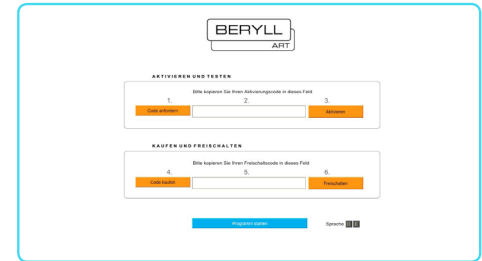 BERYLL
ART
AKTIVIEREN UND TESTEN
Bitte kopieren Sie Ihren Aktivierungscode in dieses Feld
1. 2. 3.
Code anfordern Aktivieren
KAUFEN UND FREISCHALTEN
Bitte kopieren Sie Ihren Freischaltcode in dieses Feld
4. 5. 6.
Code kaufen Freischalten
Programm starten Sprache